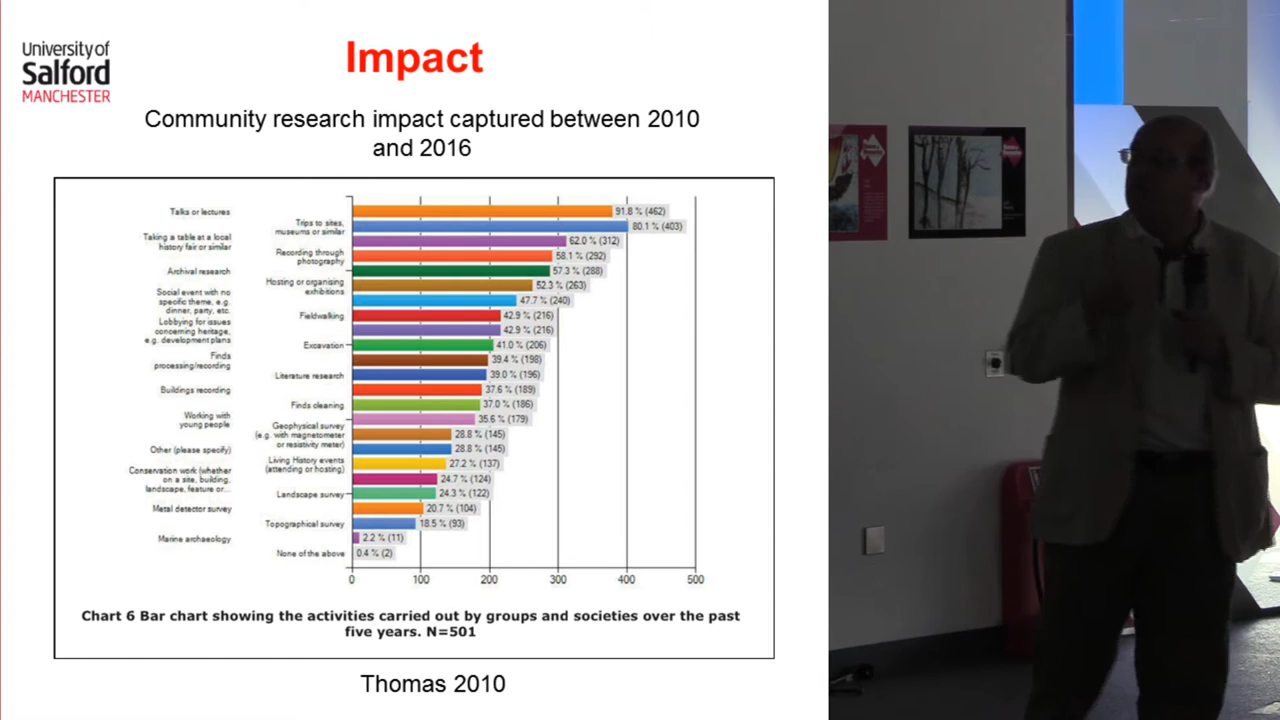 University of
Salford
MANCHESTER
Impact
Community research impact captured between 2010
and 2016
Talks or lectures
91.8 % (462)
Trips to sites,
museums or similar
80.1 % (403)
Taking a table at a local
history fair or similar
62.0 % (312)
Recording through
photography
58.1 % (292)
Archival research
57.3 % (288)
Hosting or organising
exhibitions
52.3 % (263)
Social event with no
specific theme, e.g.
dinner, party, etc.
47.7 % (240)
Fieldwalking
42.9 % (216)
Lobbying for issues
concerning heritage,
e.g. development plans
42.9 % (216)
Excavation
41.0 % (206)
Finds
processing/recording
39.4 % (198)
Literature research
39.0 % (196)
Buildings recording
37.6 % (189)
Finds cleaning
37.0 % (186)
Working with
young people
35.6 % (179)
Geophysical survey
(e.g. with magnetometer
or resistivity meter)
28.8 % (145)
Other (please specify)
28.8 % (145)
Living History events
(attending or hosting)
27.2 % (137)
Conservation work (whether
on a site, building,
landscape, feature or...
24.7 % (124)
Landscape survey
24.3 % (122)
Metal detector survey
20.7 % (104)
Topographical survey
18.5 % (93)
Marine archaeology
2.2 % (11)
None of the above
0.4 % (2)
0 100 200 300 400 500
Chart 6 Bar chart showing the activities carried out by groups and societies over the past
five years. N=501
Thomas 2010